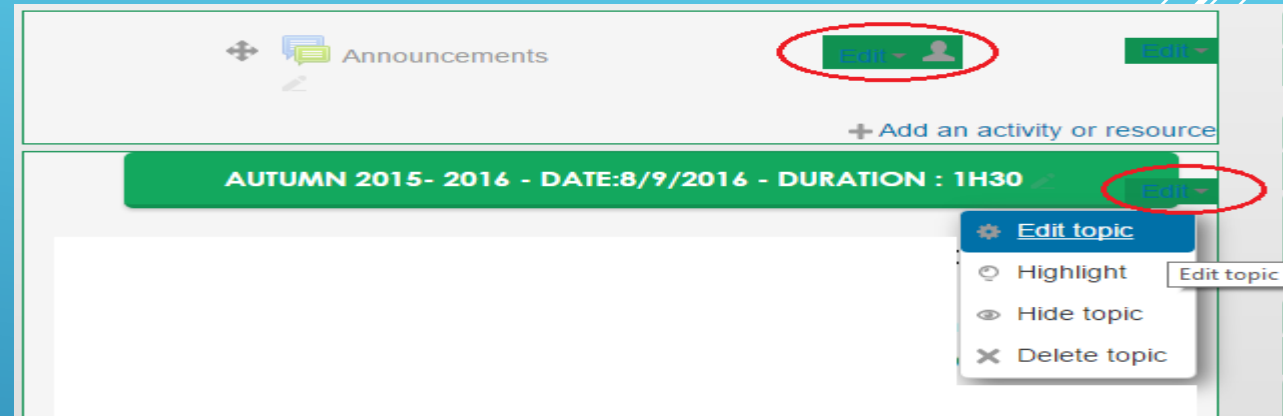 Announcements Edit Edit
Add an activity or resource
AUTUMN 2015- 2016 - DATE:8/9/2016 - DURATION : 1H30 Edit
Edit topic
Highlight Edit topic
Hide topic
Delete topic